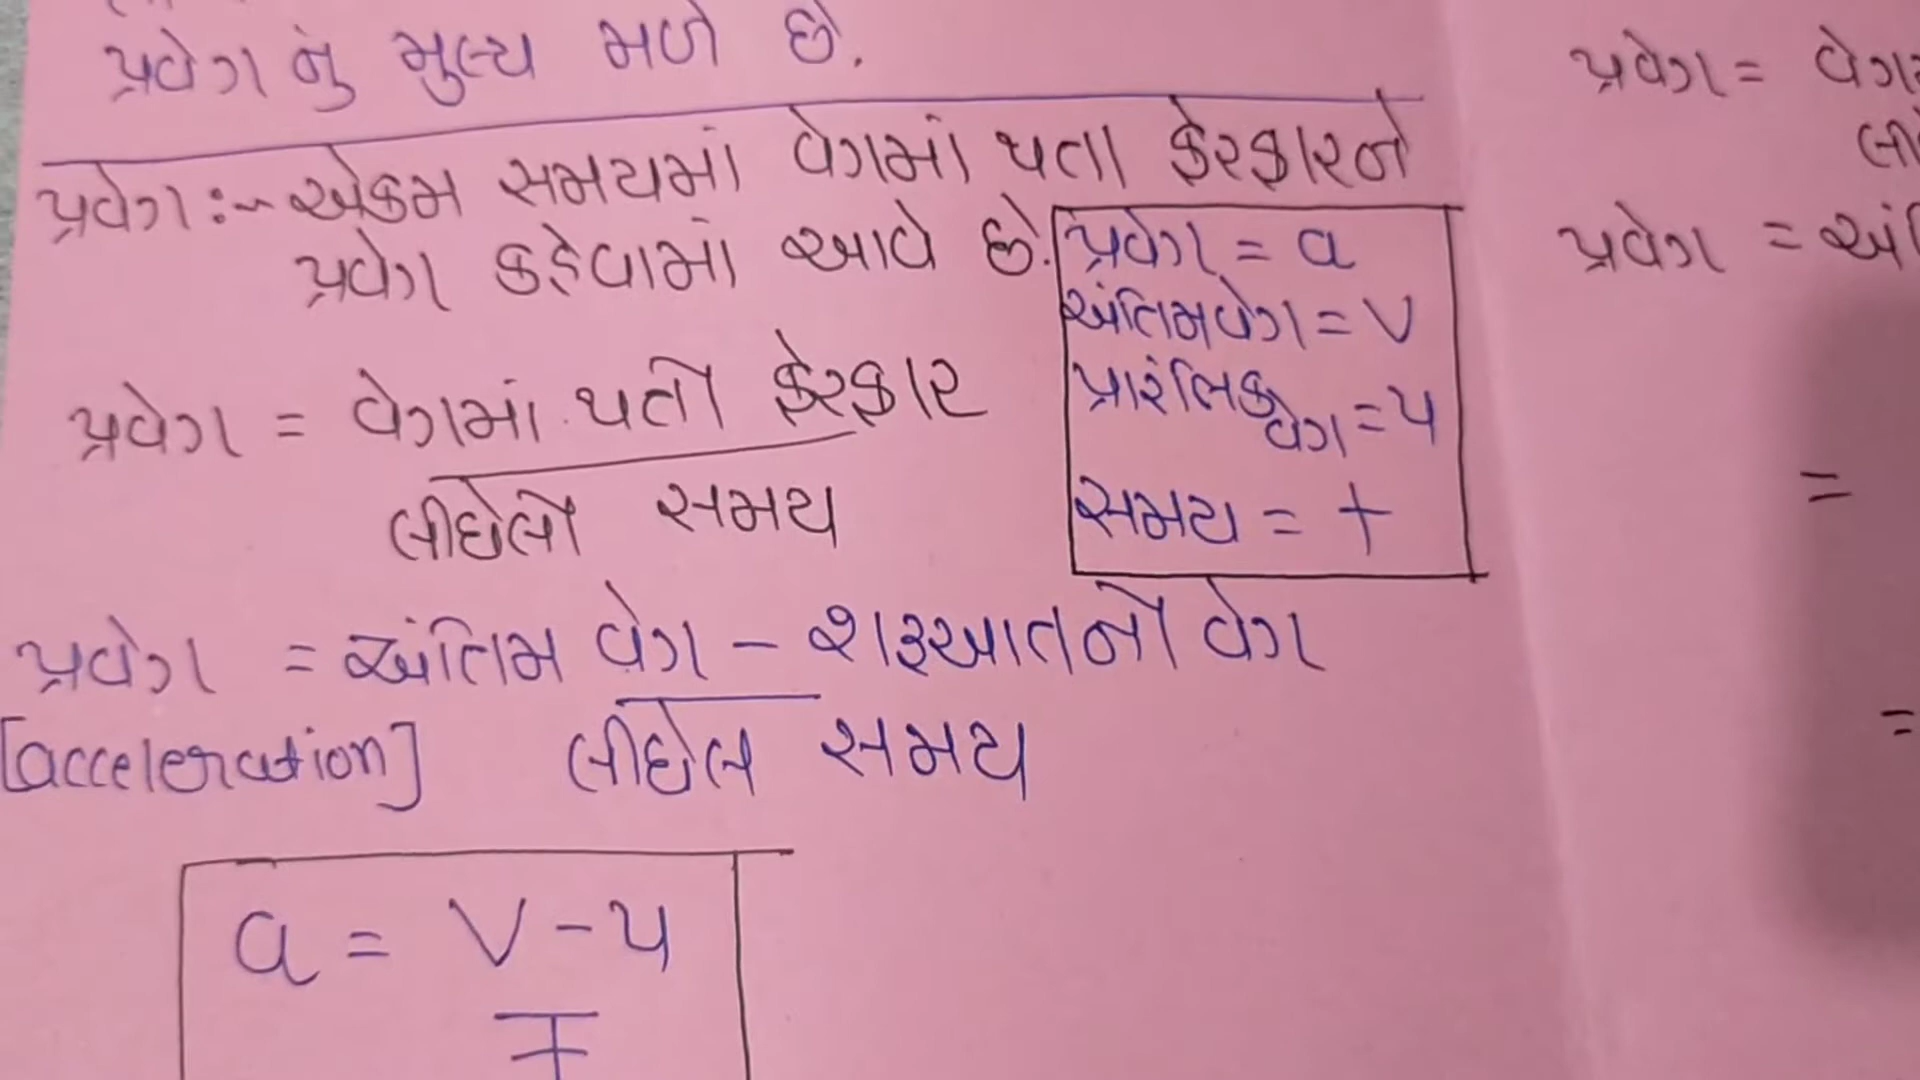 પ્રવેગ નું મુલ્ય મળે છે.
પ્રવેગ:- એકમ સમયમાં વેગમાં થતા ફેરફારને
પ્રવેગ કહેવામાં આવે છે.
પ્રવેગ = a
અંતિમવેગ = v
પ્રારંભિક વેગ = u
સમય = t
પ્રવેગ = વેગમાં થતો ફેરફાર
લીધેલો સમય
પ્રવેગ = અંતિમ વેગ - શરૂઆતનો વેગ
[acceleration] લીધેલ સમય
a = v - u
t
પ્રવેગ =
પ્રવેગ =
=
=